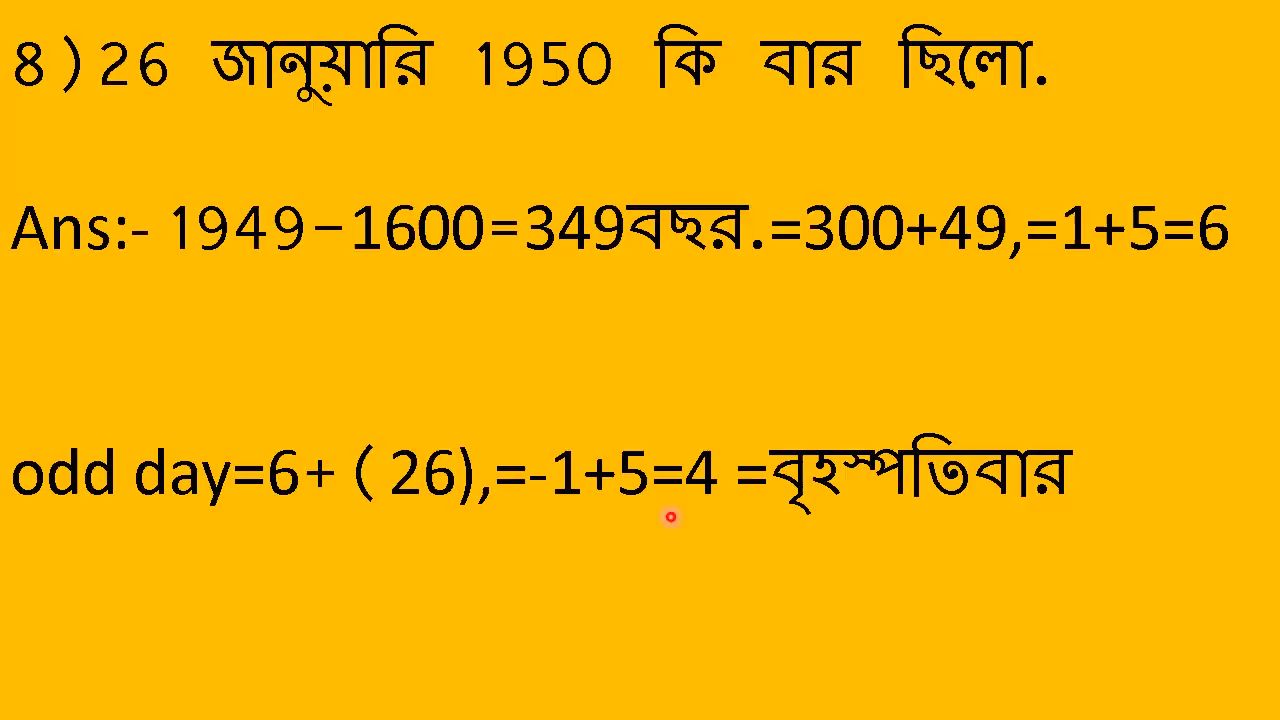 8)26 জানুয়ারি 1950 কি বার ছিলো.
Ans:- 1949-1600=349বছর.=300+49,=1+5=6
odd day=6+(26),=-1+5=4 =বৃহস্পতিবার